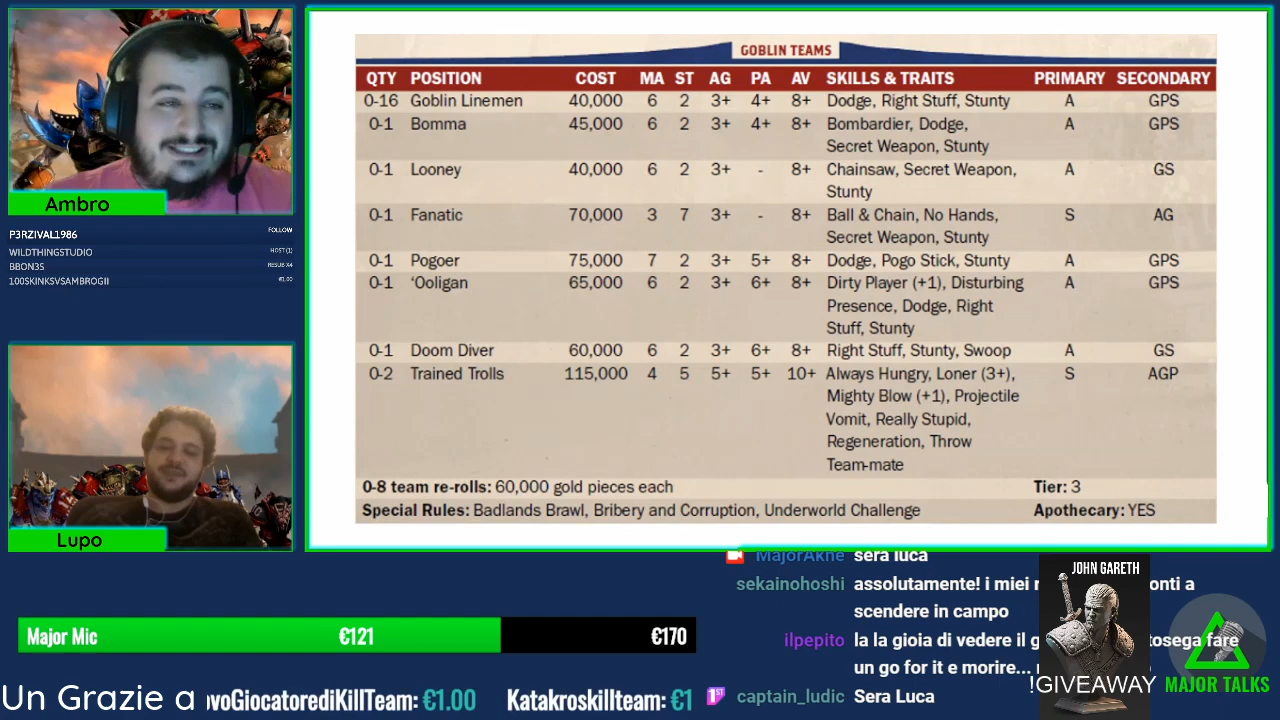 Ambro
P3RZIVAL1986 FOLLOW
WILDTHINGSTUDIO HOST (1)
BBON3S RESUB X4
100SKINKSVSAMBROGII €1.00
Lupo
GOBLIN TEAMS
QTY POSITION COST MA ST AG PA AV SKILLS & TRAITS PRIMARY SECONDARY
0-16 Goblin Linemen 40,000 6 2 3+ 4+ 8+ Dodge, Right Stuff, Stunty A GPS
0-1 Bomma 45,000 6 2 3+ 4+ 8+ Bombardier, Dodge, A GPS
Secret Weapon, Stunty
0-1 Looney 40,000 6 2 3+ - 8+ Chainsaw, Secret Weapon, A GS
Stunty
0-1 Fanatic 70,000 3 7 3+ - 8+ Ball & Chain, No Hands, S AG
Secret Weapon, Stunty
0-1 Pogoer 75,000 7 2 3+ 5+ 8+ Dodge, Pogo Stick, Stunty A GPS
0-1 ‘Ooligan 65,000 6 2 3+ 6+ 8+ Dirty Player (+1), Disturbing A GPS
Presence, Dodge, Right
Stuff, Stunty
0-1 Doom Diver 60,000 6 2 3+ 6+ 8+ Right Stuff, Stunty, Swoop A GS
0-2 Trained Trolls 115,000 4 5 5+ 5+ 10+ Always Hungry, Loner (3+), S AGP
Mighty Blow (+1), Projectile
Vomit, Really Stupid,
Regeneration, Throw
Team-mate
0-8 team re-rolls: 60,000 gold pieces each Tier: 3
Special Rules: Badlands Brawl, Bribery and Corruption, Underworld Challenge Apothecary: YES
MajorAkne sera luca
sekainohoshi assolutamente! i miei onti a
scendere in campo
ilpepito la la gioia di vedere il fare
un go for it e morire...
captain_ludic Sera Luca
JOHN GARETH
!GIVEAWAY
MAJOR TALKS
Major Mic €121 €170
Un Grazie a voGiocatorediKillTeam: €1.00 Katakroskillteam: €1